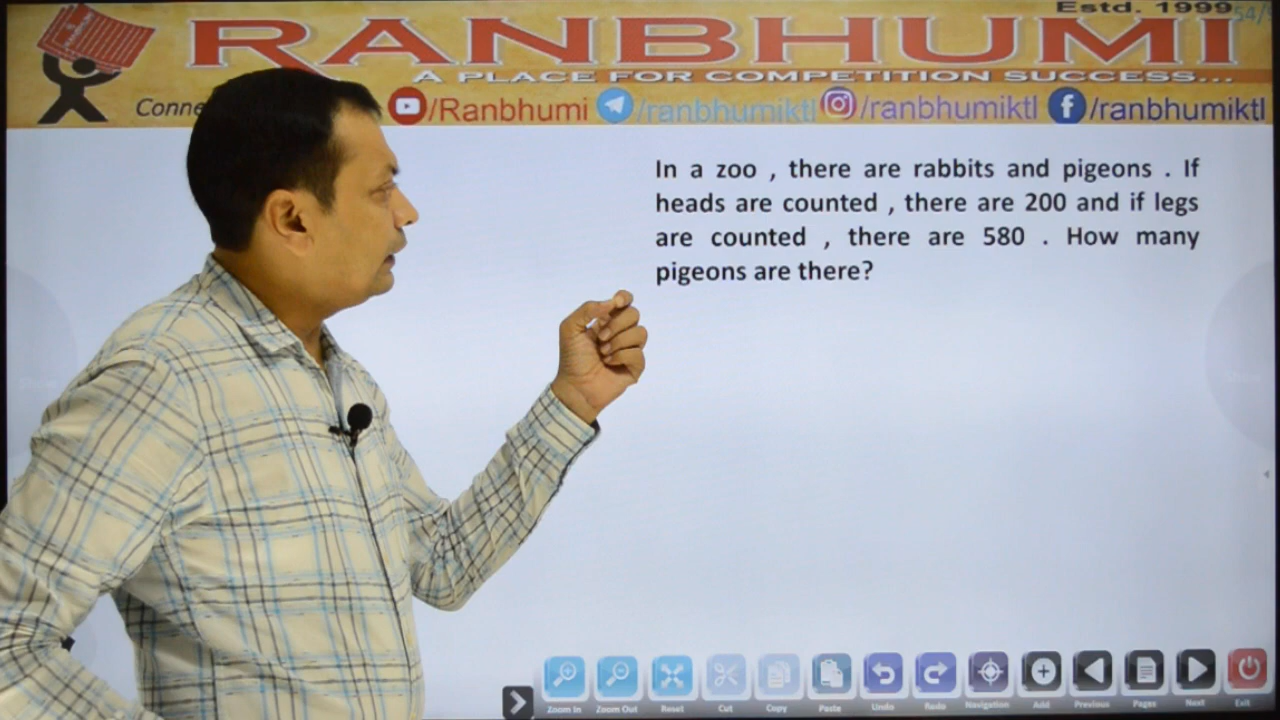 Estd. 1999
54/
RANBHUMI
A PLACE FOR COMPETITION SUCCESS...
/Ranbhumi /ranbhumiktl /ranbhumiktl /ranbhumiktl
In a zoo , there are rabbits and pigeons . If
heads are counted , there are 200 and if legs
are counted , there are 580 . How many
pigeons are there?
Zoom In Zoom Out Reset Cut Copy Paste Undo Redo Navigation Add Previous Pages Next Exit